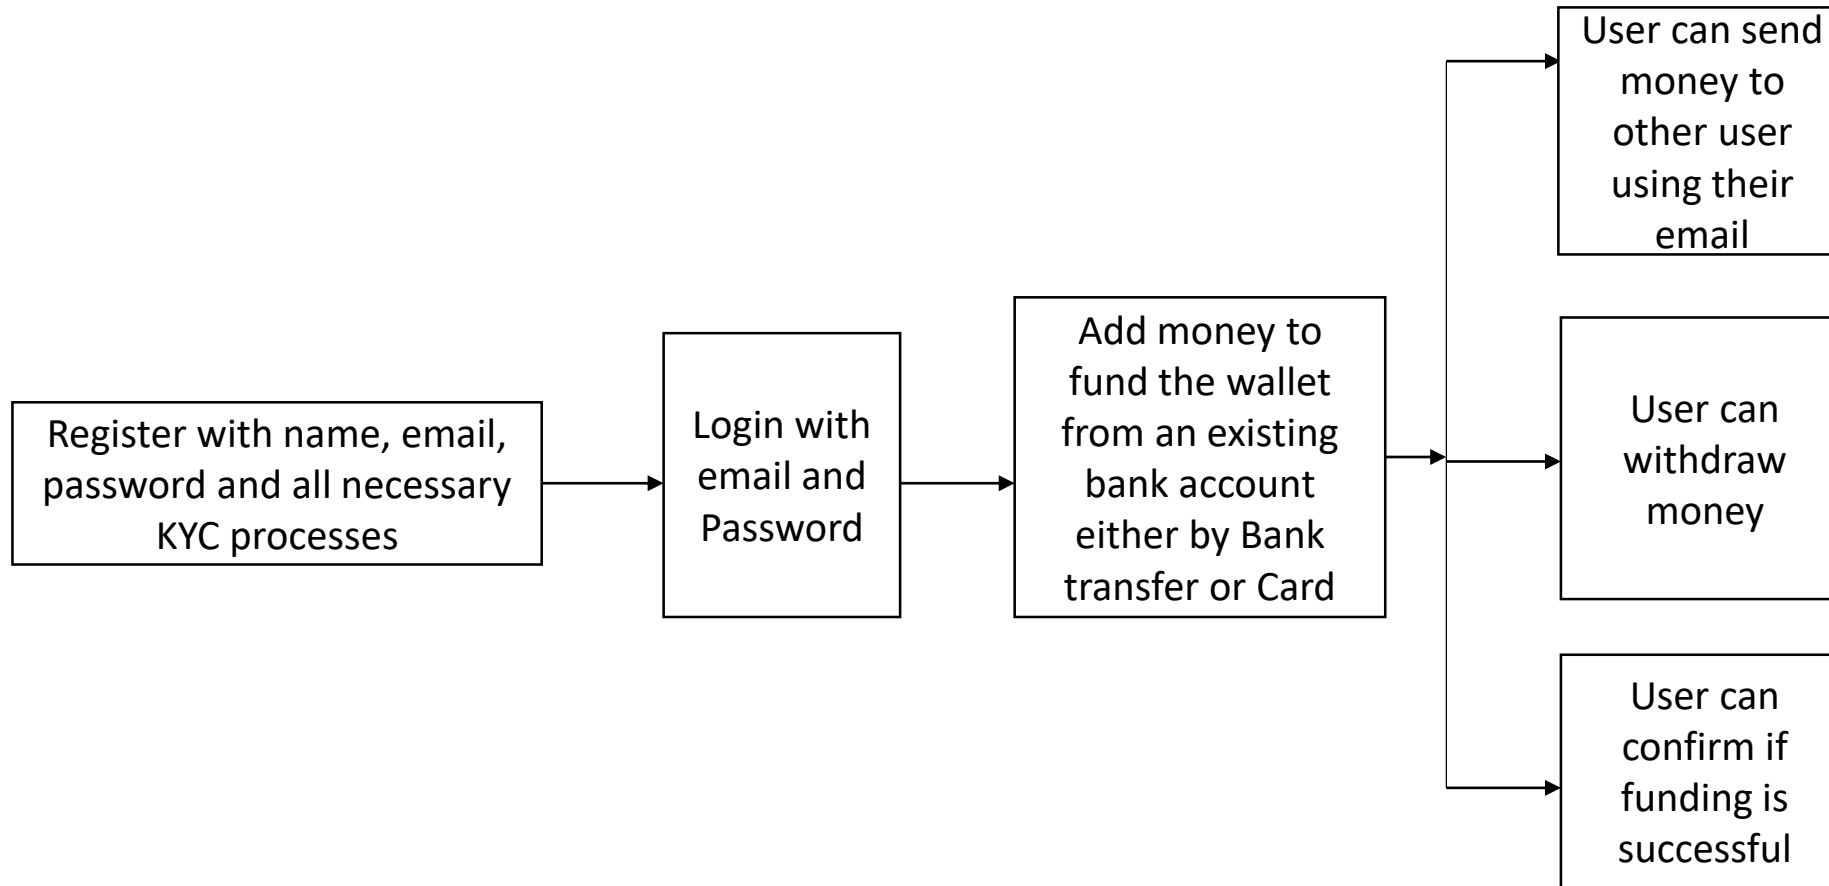 Register with name, email,
password and all necessary
KYC processes
Login with
email and
Password
Add money to
fund the wallet
from an existing
bank account
either by Bank
transfer or Card
User can send
money to
other user
using their
email
User can
withdraw
money
User can
confirm if
funding is
successful